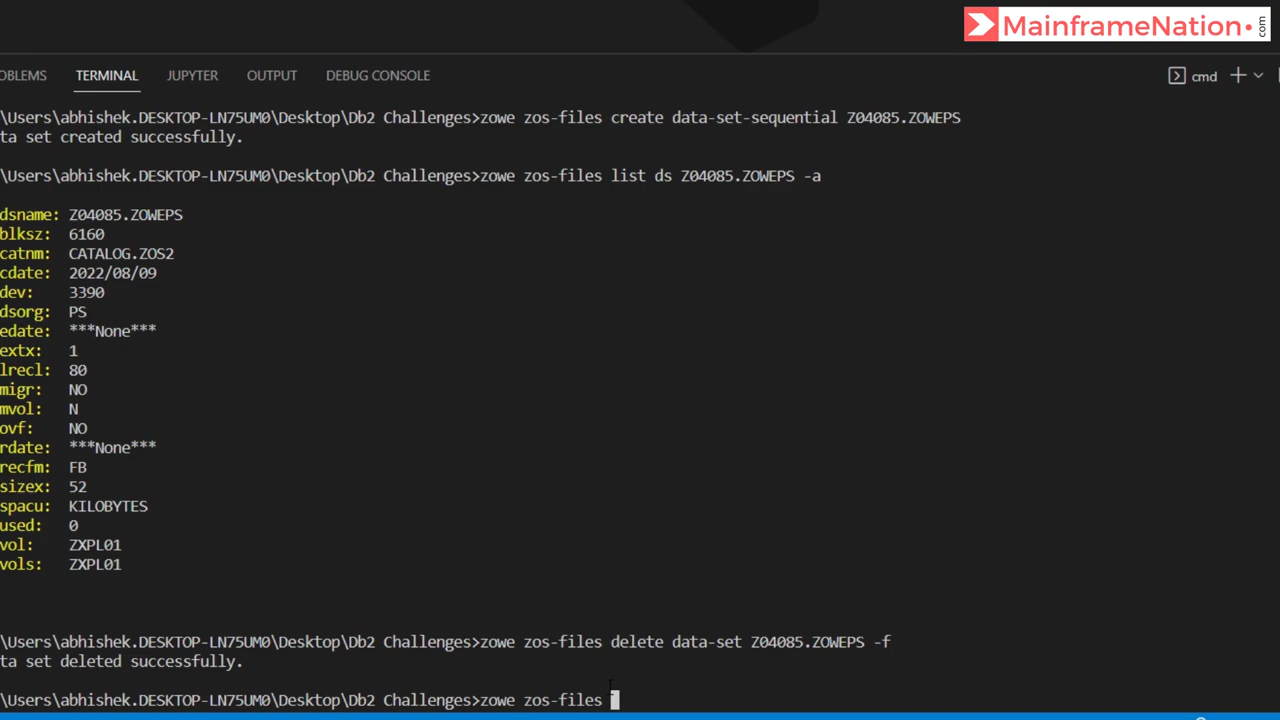 MainframeNation.com
OBLEMS TERMINAL JUPYTER OUTPUT DEBUG CONSOLE cmd
\Users\abhishek.DESKTOP-LN75UM0\Desktop\Db2 Challenges>zowe zos-files create data-set-sequential Z04085.ZOWEPS
ta set created successfully.
\Users\abhishek.DESKTOP-LN75UM0\Desktop\Db2 Challenges>zowe zos-files list ds Z04085.ZOWEPS -a
dsname: Z04085.ZOWEPS
blksz: 6160
catnm: CATALOG.ZOS2
cdate: 2022/08/09
dev: 3390
dsorg: PS
edate: ***None***
extx: 1
lrecl: 80
migr: NO
mvol: N
ovf: NO
rdate: ***None***
recfm: FB
sizex: 52
spacu: KILOBYTES
used: 0
vol: ZXPL01
vols: ZXPL01
\Users\abhishek.DESKTOP-LN75UM0\Desktop\Db2 Challenges>zowe zos-files delete data-set Z04085.ZOWEPS -f
ta set deleted successfully.
\Users\abhishek.DESKTOP-LN75UM0\Desktop\Db2 Challenges>zowe zos-files